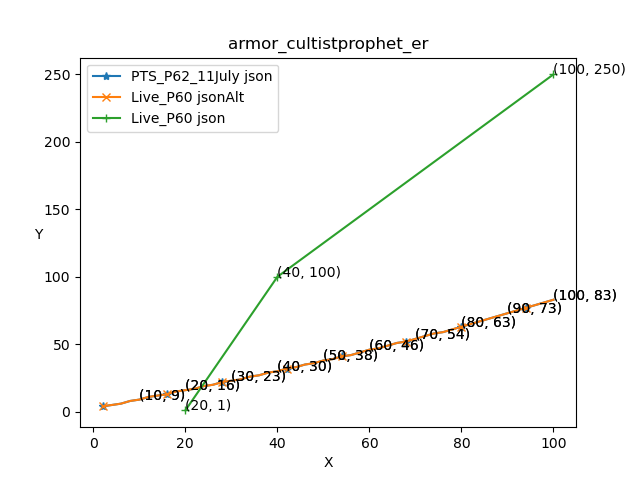 armor_cultistprophet_er
PTS_P62_11July json
Live_P60 jsonAlt
Live_P60 json
(100, 250)
(40, 100)
(100, 83)
(90, 73)
(80, 63)
(70, 54)
(60, 46)
(50, 38)
(40, 30)
(30, 23)
(20, 16)
(10, 9)
(20, 1)
250
200
150
100
50
0
Y
0 20 40 60 80 100
X